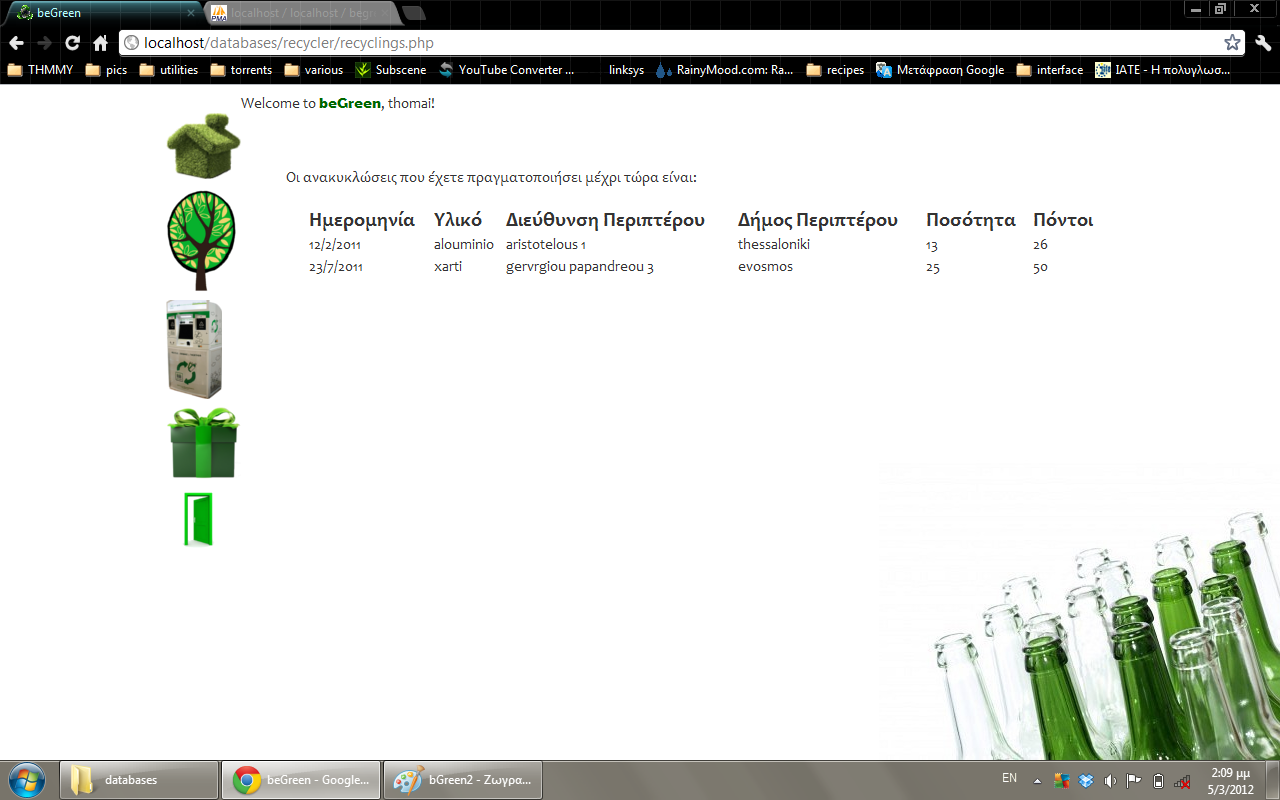 beGreen
localhost / localhost / begr
localhost/databases/recycler/recyclings.php
THMMY pics utilities torrents various Subscene YouTube Converter ... linksys RainyMood.com: Ra... recipes Μετάφραση Google interface IATE - Η πολυγλωσ...
Welcome to beGreen, thomai!
Οι ανακυκλώσεις που έχετε πραγματοποιήσει μέχρι τώρα είναι:
Ημερομηνία Υλικό Διεύθυνση Περιπτέρου Δήμος Περιπτέρου Ποσότητα Πόντοι
12/2/2011 alouminio aristotelous 1 thessaloniki 13 26
23/7/2011 xarti gervrgiou papandreou 3 evosmos 25 50
databases
beGreen - Google...
bGreen2 - Ζωγρα...
EN
2:09 μμ
5/3/2012